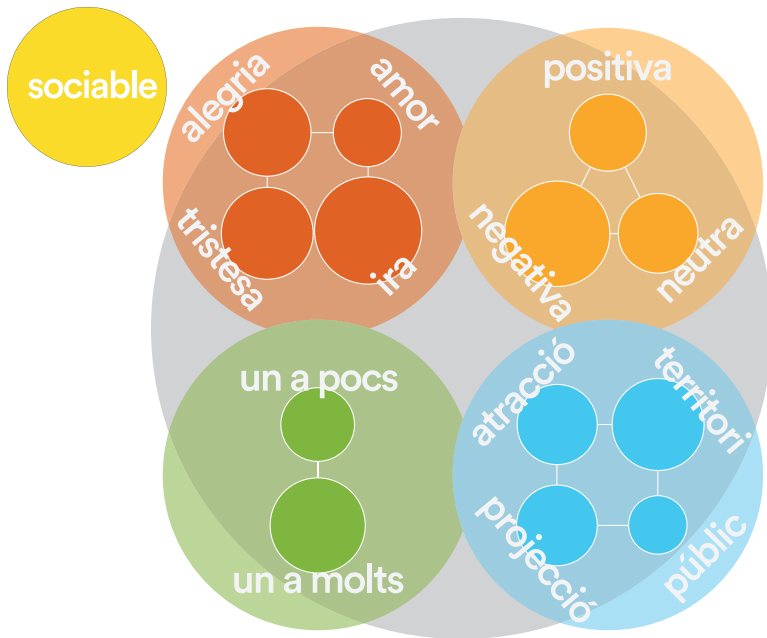 sociable
alegria
amor
tristesa
ira
positiva
negativa
neutra
un a pocs
un a molts
atracció
territori
projecció
públic